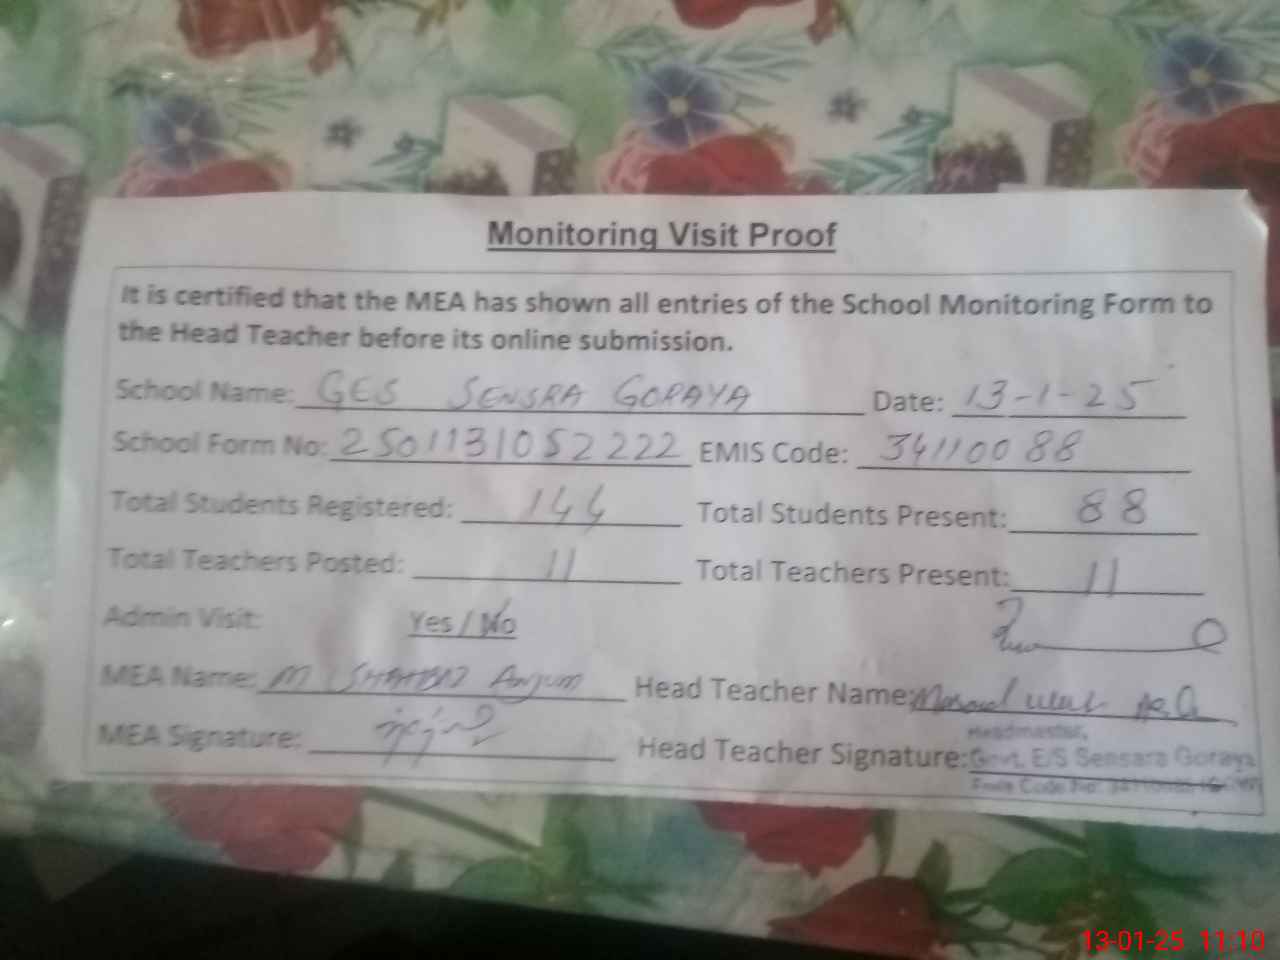 Monitoring Visit Proof
It is certified that the MEA has shown all entries of the School Monitoring Form to
the Head Teacher before its online submission.
School Name: GES SENSRA GORAYA Date: 13-1-25
School Form No: 2501131052222 EMIS Code: 34110088
Total Students Registered: 144 Total Students Present: 88
Total Teachers Posted: 11 Total Teachers Present: 11
Admin Visit: Yes / No
MEA Name: M SHAHBAZ Anjum Head Teacher Name:
MEA Signature: Head Teacher Signature:
Headmaster,
Govt. E/S Sensara Goraya
Emis Code No.
13-01-25 11:10